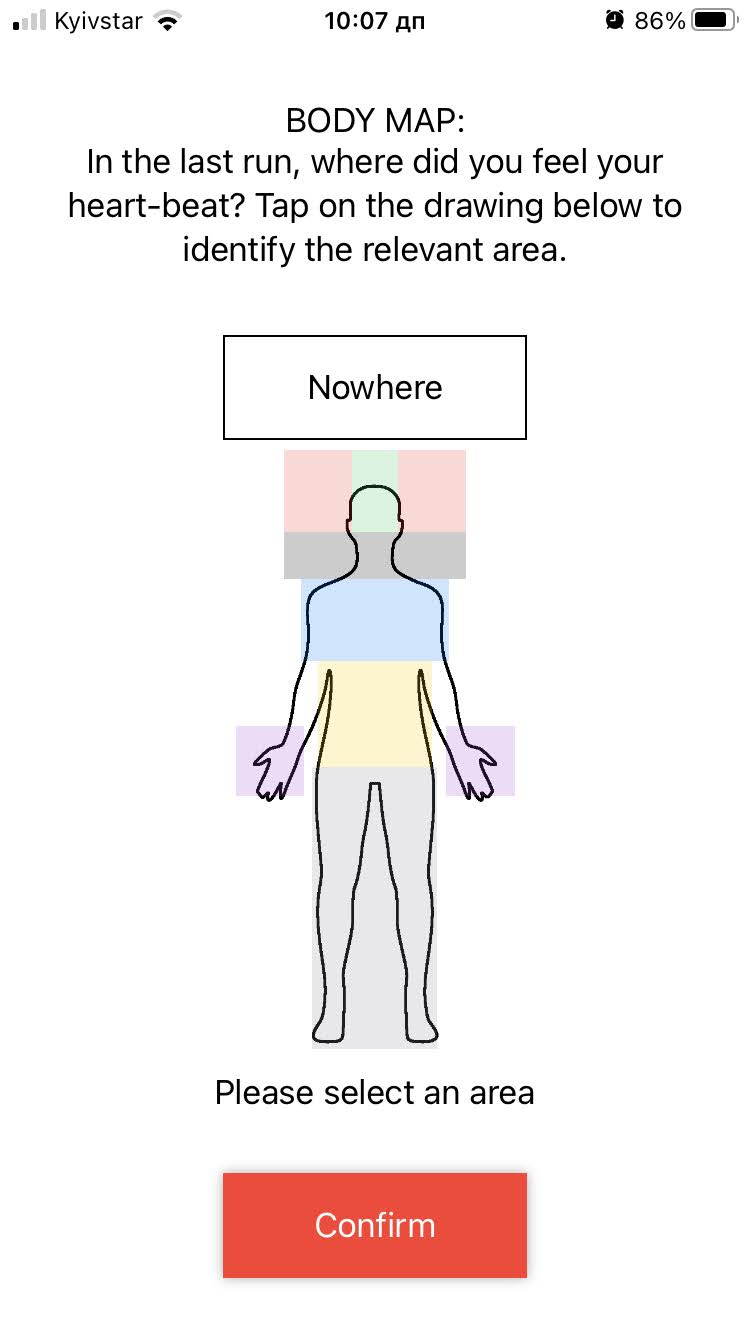 Kyivstar 10:07 дп 86%
BODY MAP:
In the last run, where did you feel your
heart-beat? Tap on the drawing below to
identify the relevant area.
Nowhere
Please select an area
Confirm